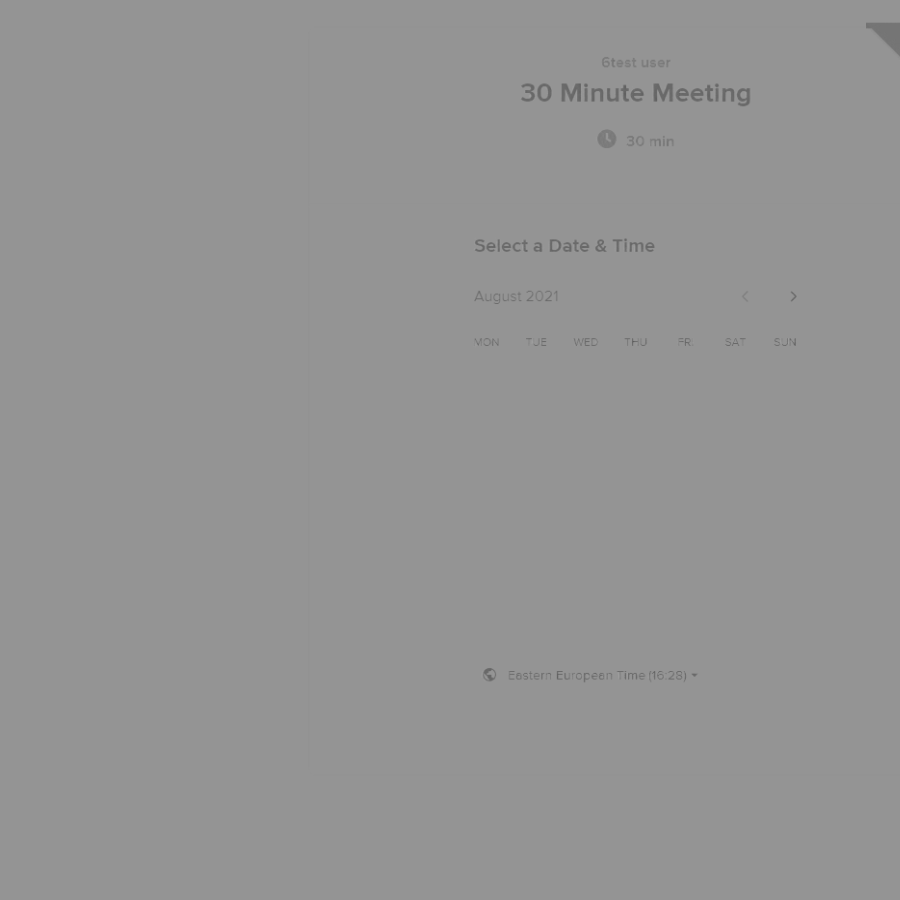 6test user
30 Minute Meeting
30 min
Select a Date & Time
August 2021
MON TUE WED THU FRI SAT SUN
Eastern European Time (16:28)